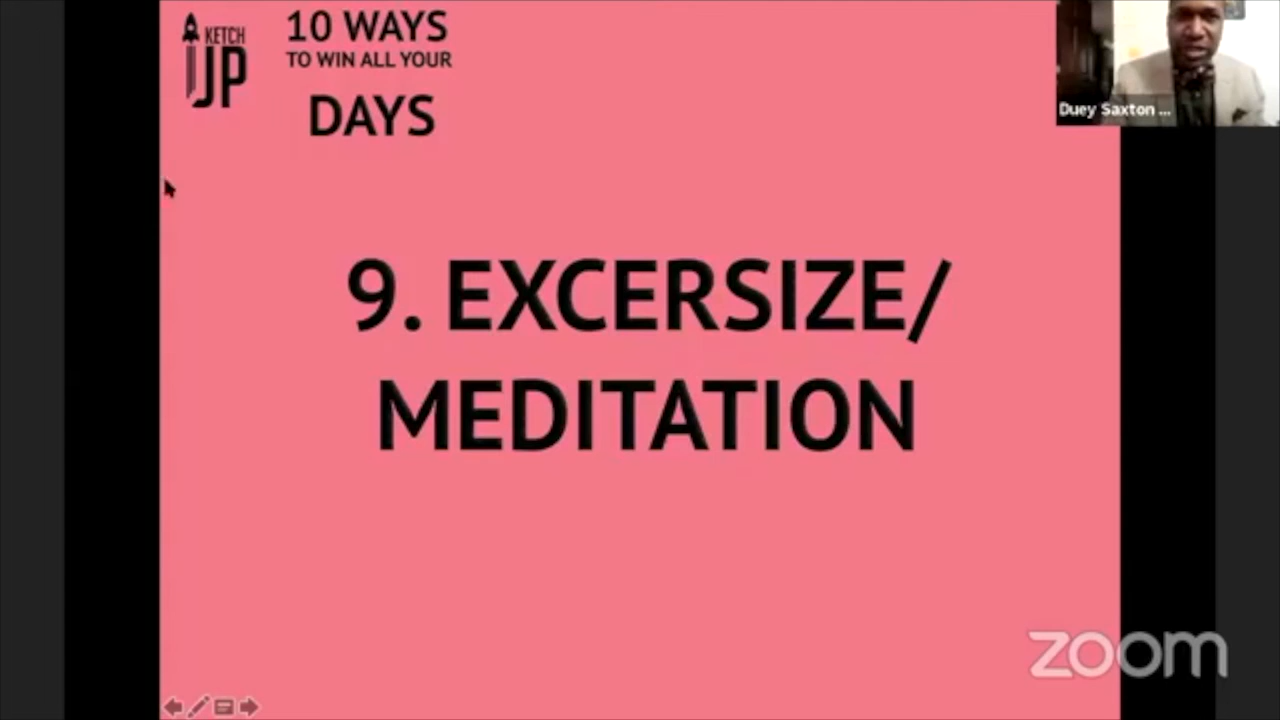 KETCH
UP
10 WAYS
TO WIN ALL YOUR
DAYS
Duey Saxton ...
9. EXCERSIZE/
MEDITATION
zoom